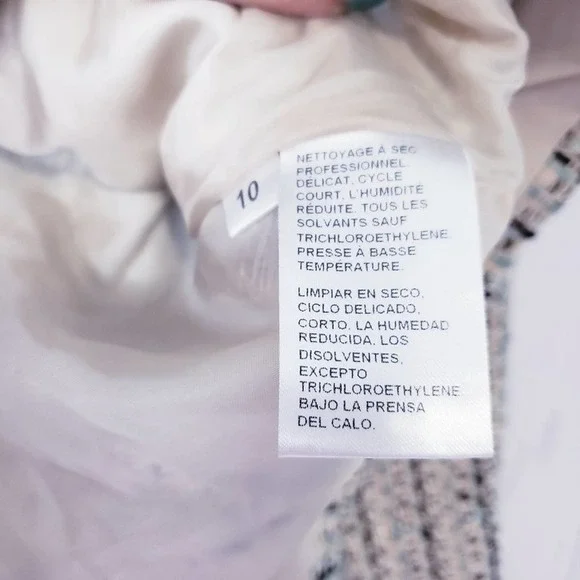 10
NETTOYAGE À SEC
PROFESSIONNEL.
DÉLICAT, CYCLE
COURT, L'HUMIDITÉ
RÉDUITE. TOUS LES
SOLVANTS SAUF
TRICHLOROETHYLENE.
PRESSE À BASSE
TEMPÉRATURE.
LIMPIAR EN SECO,
CICLO DELICADO,
CORTO. LA HUMEDAD
REDUCIDA. LOS
DISOLVENTES,
EXCEPTO
TRICHLOROETHYLENE.
BAJO LA PRENSA
DEL CALO.